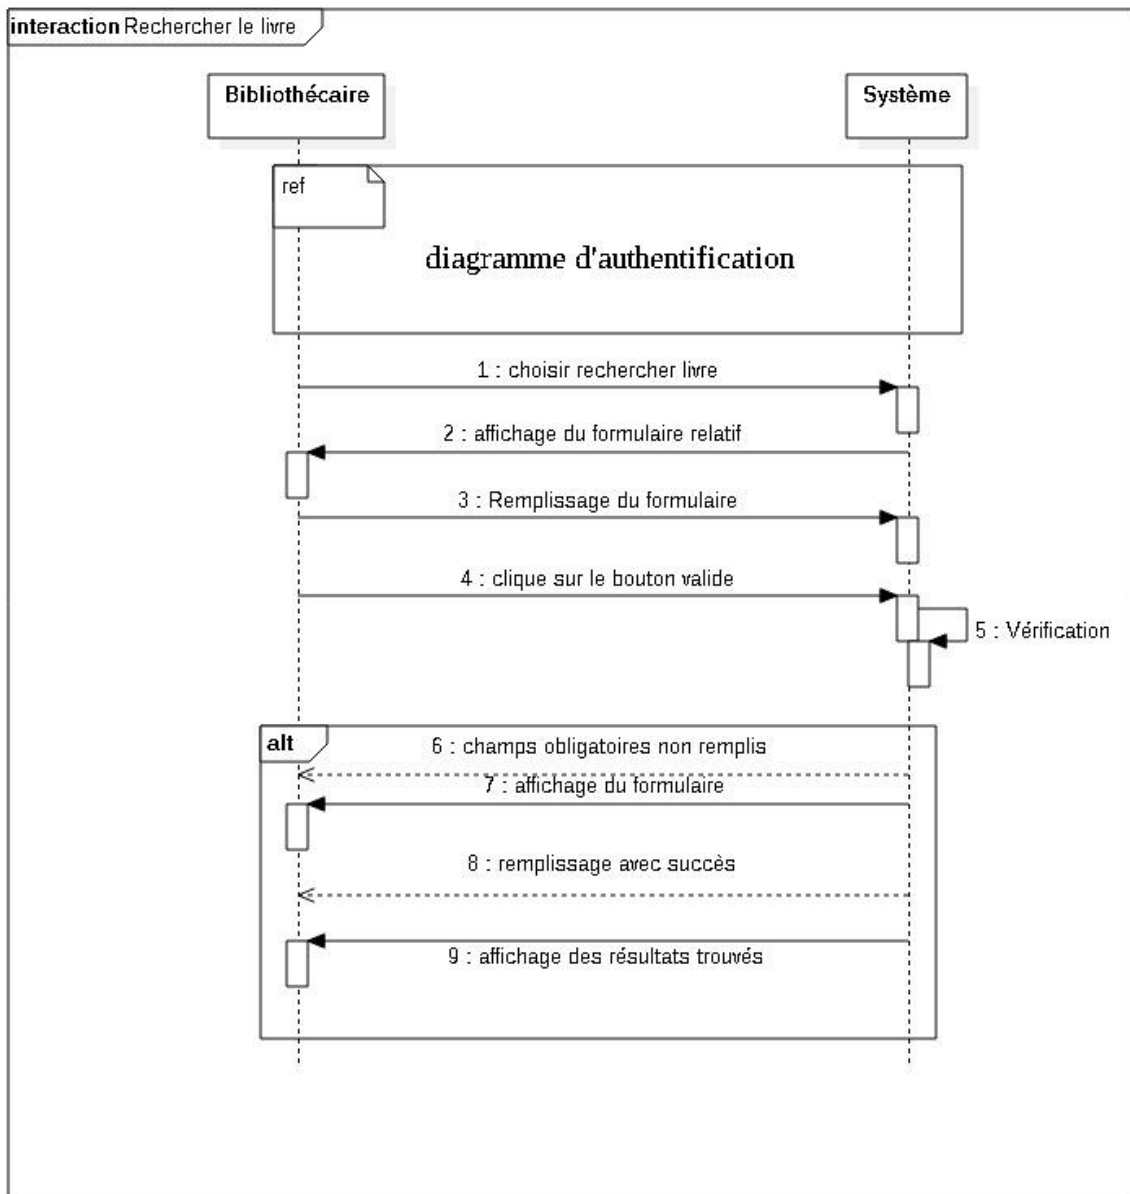 interaction Rechercher le livre
Bibliothécaire
Système
ref
diagramme d'authentification
1 : choisir rechercher livre
2 : affichage du formulaire relatif
3 : Remplissage du formulaire
4 : clique sur le bouton valide
5 : Vérification
alt
6 : champs obligatoires non remplis
7 : affichage du formulaire
8 : remplissage avec succès
9 : affichage des résultats trouvés